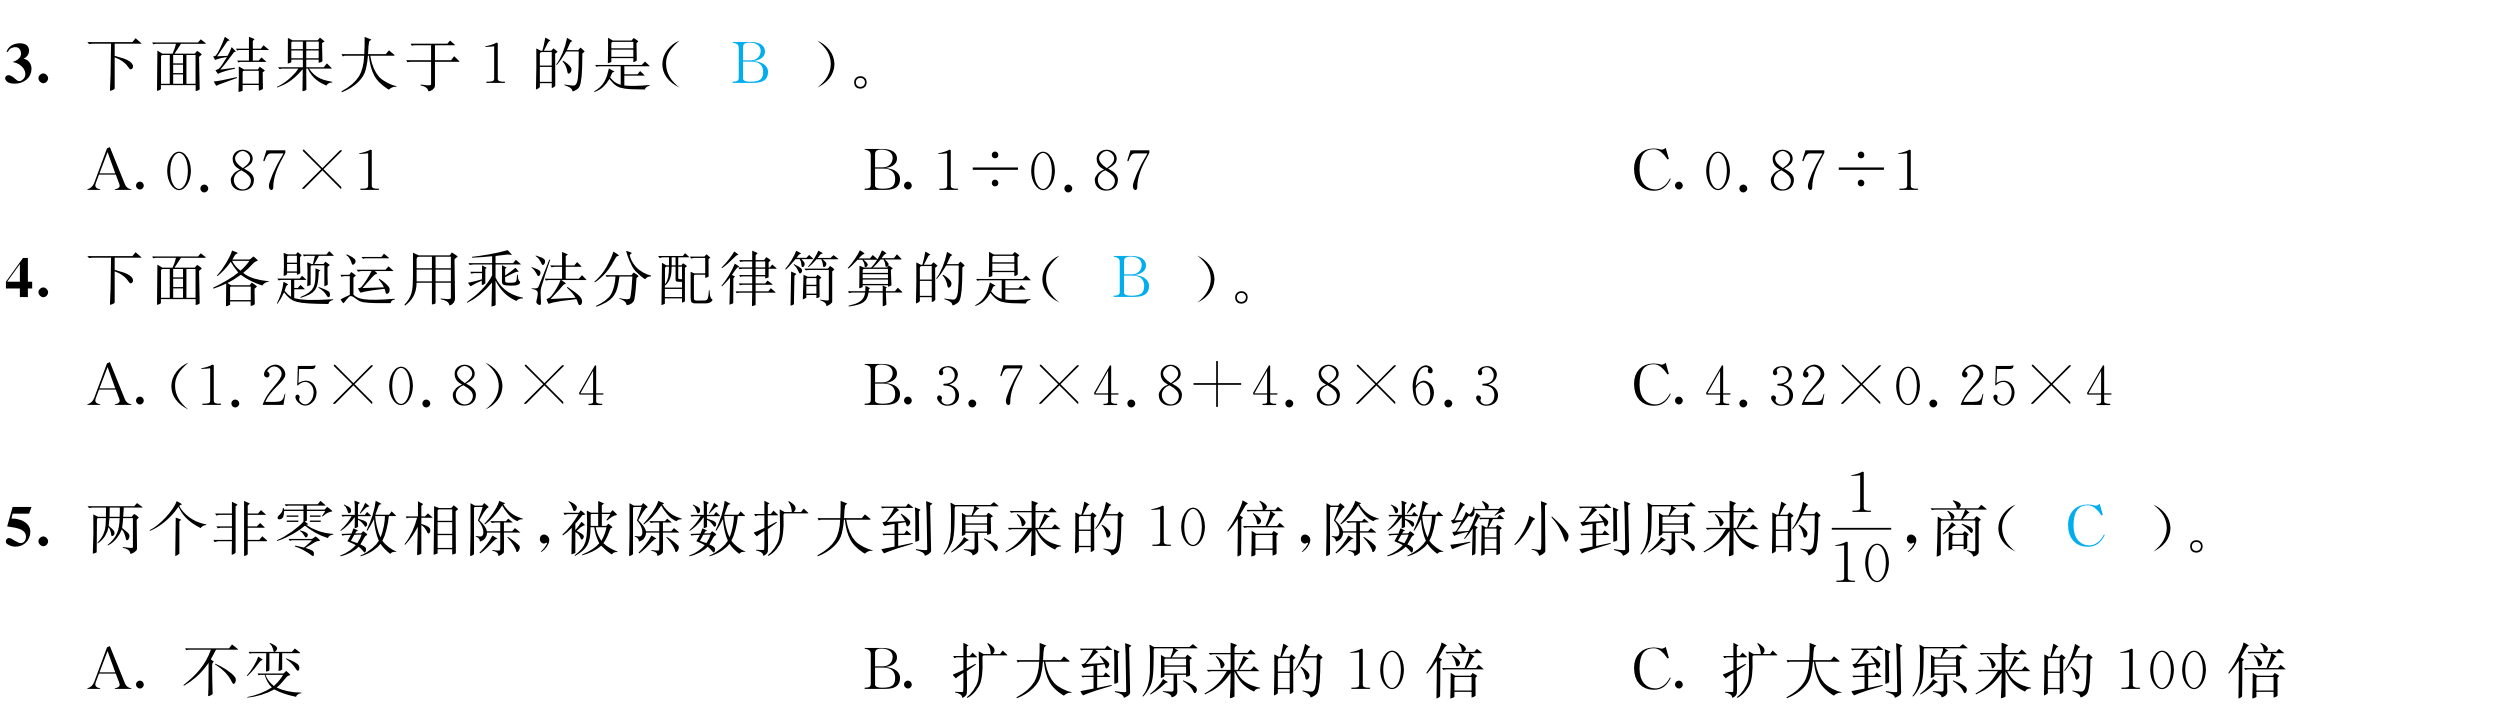 3. 下面结果大于 1 的是( B )。
A. 0.87×1 B. 1÷0.87 C. 0.87÷1
4. 下面各题适用乘法分配律简算的是( B )。
A. (1.25×0.8)×4 B. 3.7×4.8+4.8×6.3 C. 4.32×0.25×4
5. 两个非零数相除,被除数扩大到原来的 10 倍,除数缩小到原来的 1/10,商( C )。
A. 不变 B. 扩大到原来的 10 倍 C. 扩大到原来的 100 倍